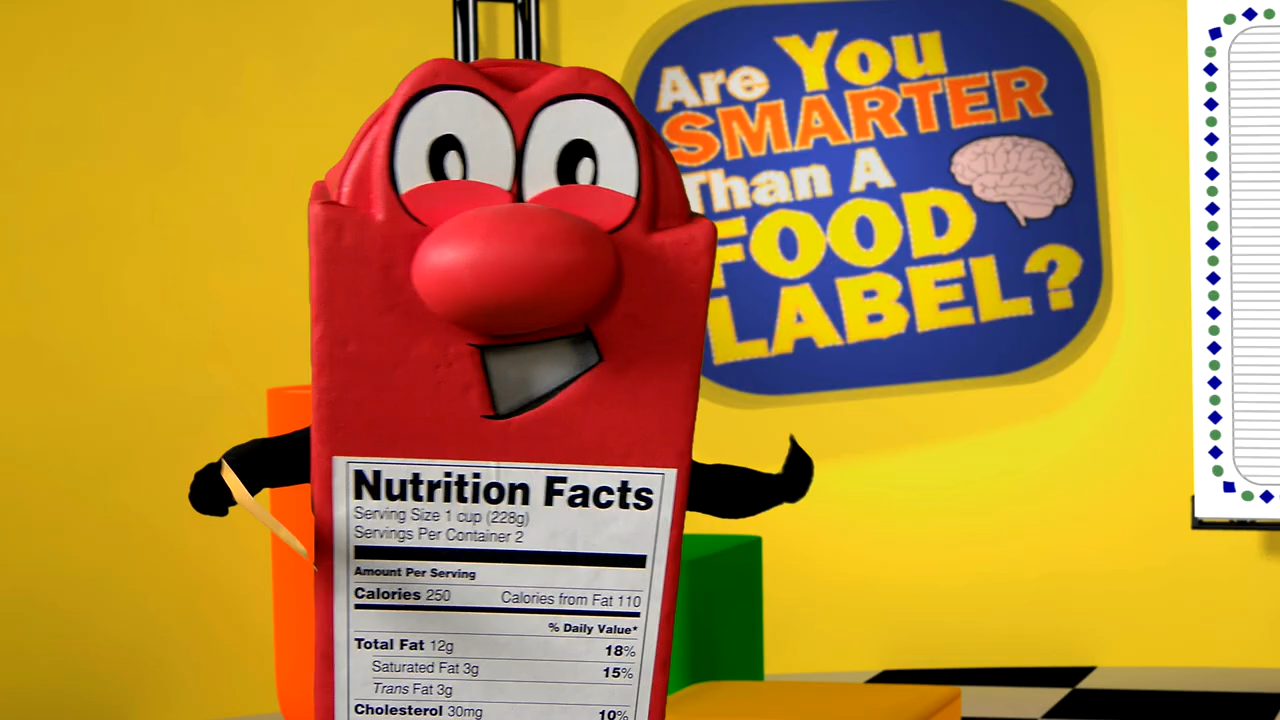 Are You
SMARTER
Than A
FOOD
LABEL?
Nutrition Facts
Serving Size 1 cup (228g)
Servings Per Container 2
Amount Per Serving
Calories 250 Calories from Fat 110
% Daily Value*
Total Fat 12g 18%
Saturated Fat 3g 15%
Trans Fat 3g
Cholesterol 30mg 10%